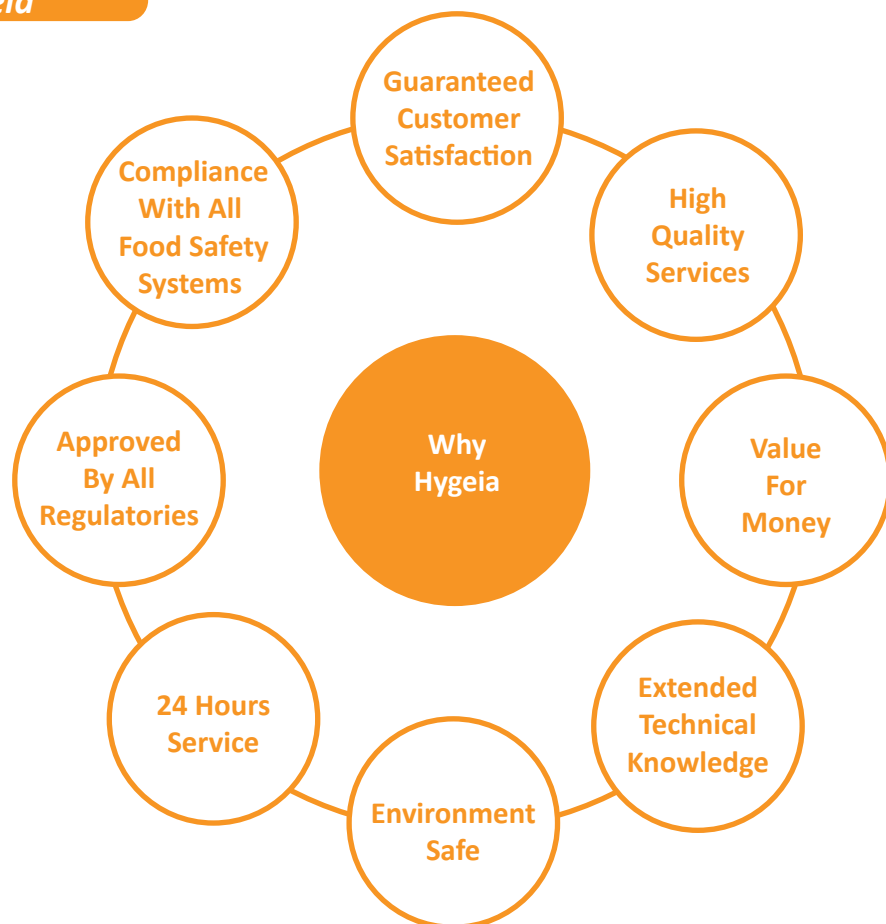 Guaranteed
Customer
Satisfaction
Compliance
With All
Food Safety
Systems
High
Quality
Services
Approved
By All
Regulatories
Why
Hygeia
Value
For
Money
24 Hours
Service
Extended
Technical
Knowledge
Environment
Safe